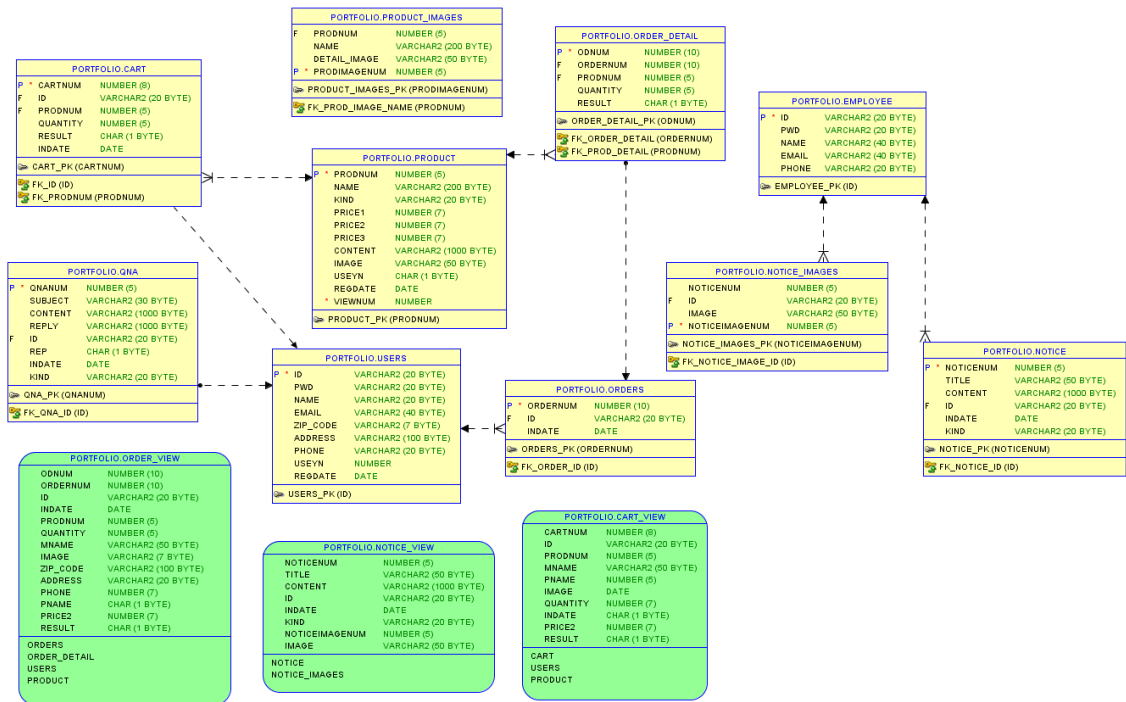 PORTFOLIO.PRODUCT_IMAGES
F PRODNUM NUMBER (5)
NAME VARCHAR2 (200 BYTE)
DETAIL_IMAGE VARCHAR2 (50 BYTE)
P * PRODIMAGENUM NUMBER (5)
PRODUCT_IMAGES_PK (PRODIMAGENUM)
FK_PROD_IMAGE_NAME (PRODNUM)
PORTFOLIO.ORDER_DETAIL
P * ODNUM NUMBER (10)
F ORDERNUM NUMBER (10)
F PRODNUM NUMBER (5)
QUANTITY NUMBER (5)
RESULT CHAR (1 BYTE)
ORDER_DETAIL_PK (ODNUM)
FK_ORDER_DETAIL (ORDERNUM)
FK_PROD_DETAIL (PRODNUM)
PORTFOLIO.CART
P * CARTNUM NUMBER (8)
F ID VARCHAR2 (20 BYTE)
F PRODNUM NUMBER (5)
QUANTITY NUMBER (5)
RESULT CHAR (1 BYTE)
INDATE DATE
CART_PK (CARTNUM)
FK_ID (ID)
FK_PRODNUM (PRODNUM)
PORTFOLIO.EMPLOYEE
P * ID VARCHAR2 (20 BYTE)
PWD VARCHAR2 (20 BYTE)
NAME VARCHAR2 (40 BYTE)
EMAIL VARCHAR2 (40 BYTE)
PHONE VARCHAR2 (20 BYTE)
EMPLOYEE_PK (ID)
PORTFOLIO.PRODUCT
P * PRODNUM NUMBER (5)
NAME VARCHAR2 (200 BYTE)
KIND VARCHAR2 (20 BYTE)
PRICE1 NUMBER (7)
PRICE2 NUMBER (7)
PRICE3 NUMBER (7)
CONTENT VARCHAR2 (1000 BYTE)
IMAGE VARCHAR2 (50 BYTE)
USEYN CHAR (1 BYTE)
REGDATE DATE
* VIEWNUM NUMBER
PRODUCT_PK (PRODNUM)
PORTFOLIO.QNA
P * QNANUM NUMBER (5)
SUBJECT VARCHAR2 (30 BYTE)
CONTENT VARCHAR2 (1000 BYTE)
REPLY VARCHAR2 (1000 BYTE)
F ID VARCHAR2 (20 BYTE)
REP CHAR (1 BYTE)
INDATE DATE
KIND VARCHAR2 (20 BYTE)
QNA_PK (QNANUM)
FK_QNA_ID (ID)
PORTFOLIO.NOTICE_IMAGES
NOTICENUM NUMBER (5)
F ID VARCHAR2 (20 BYTE)
IMAGE VARCHAR2 (50 BYTE)
P * NOTICEIMAGENUM NUMBER (5)
NOTICE_IMAGES_PK (NOTICEIMAGENUM)
FK_NOTICE_IMAGE_ID (ID)
PORTFOLIO.NOTICE
P * NOTICENUM NUMBER (5)
TITLE VARCHAR2 (50 BYTE)
CONTENT VARCHAR2 (1000 BYTE)
F ID VARCHAR2 (20 BYTE)
INDATE DATE
KIND VARCHAR2 (20 BYTE)
NOTICE_PK (NOTICENUM)
FK_NOTICE_ID (ID)
PORTFOLIO.USERS
P * ID VARCHAR2 (20 BYTE)
PWD VARCHAR2 (20 BYTE)
NAME VARCHAR2 (20 BYTE)
EMAIL VARCHAR2 (40 BYTE)
ZIP_CODE VARCHAR2 (7 BYTE)
ADDRESS VARCHAR2 (100 BYTE)
PHONE VARCHAR2 (20 BYTE)
USEYN NUMBER
REGDATE DATE
USERS_PK (ID)
PORTFOLIO.ORDERS
P * ORDERNUM NUMBER (10)
F ID VARCHAR2 (20 BYTE)
INDATE DATE
ORDERS_PK (ORDERNUM)
FK_ORDER_ID (ID)
PORTFOLIO.ORDER_VIEW
ODNUM NUMBER (10)
ORDERNUM NUMBER (10)
ID VARCHAR2 (20 BYTE)
INDATE DATE
PRODNUM NUMBER (5)
QUANTITY NUMBER (5)
MNAME VARCHAR2 (50 BYTE)
IMAGE VARCHAR2 (7 BYTE)
ZIP_CODE VARCHAR2 (100 BYTE)
ADDRESS VARCHAR2 (20 BYTE)
PHONE NUMBER (7)
PNAME CHAR (1 BYTE)
PRICE2 NUMBER (7)
RESULT CHAR (1 BYTE)
ORDERS
ORDER_DETAIL
USERS
PRODUCT
PORTFOLIO.NOTICE_VIEW
NOTICENUM NUMBER (5)
TITLE VARCHAR2 (50 BYTE)
CONTENT VARCHAR2 (1000 BYTE)
ID VARCHAR2 (20 BYTE)
INDATE DATE
KIND VARCHAR2 (20 BYTE)
NOTICEIMAGENUM NUMBER (5)
IMAGE VARCHAR2 (50 BYTE)
NOTICE
NOTICE_IMAGES
PORTFOLIO.CART_VIEW
CARTNUM NUMBER (8)
ID VARCHAR2 (20 BYTE)
PRODNUM NUMBER (5)
MNAME VARCHAR2 (50 BYTE)
PNAME NUMBER (5)
IMAGE DATE
QUANTITY NUMBER (7)
INDATE CHAR (1 BYTE)
PRICE2 NUMBER (7)
RESULT CHAR (1 BYTE)
CART
USERS
PRODUCT